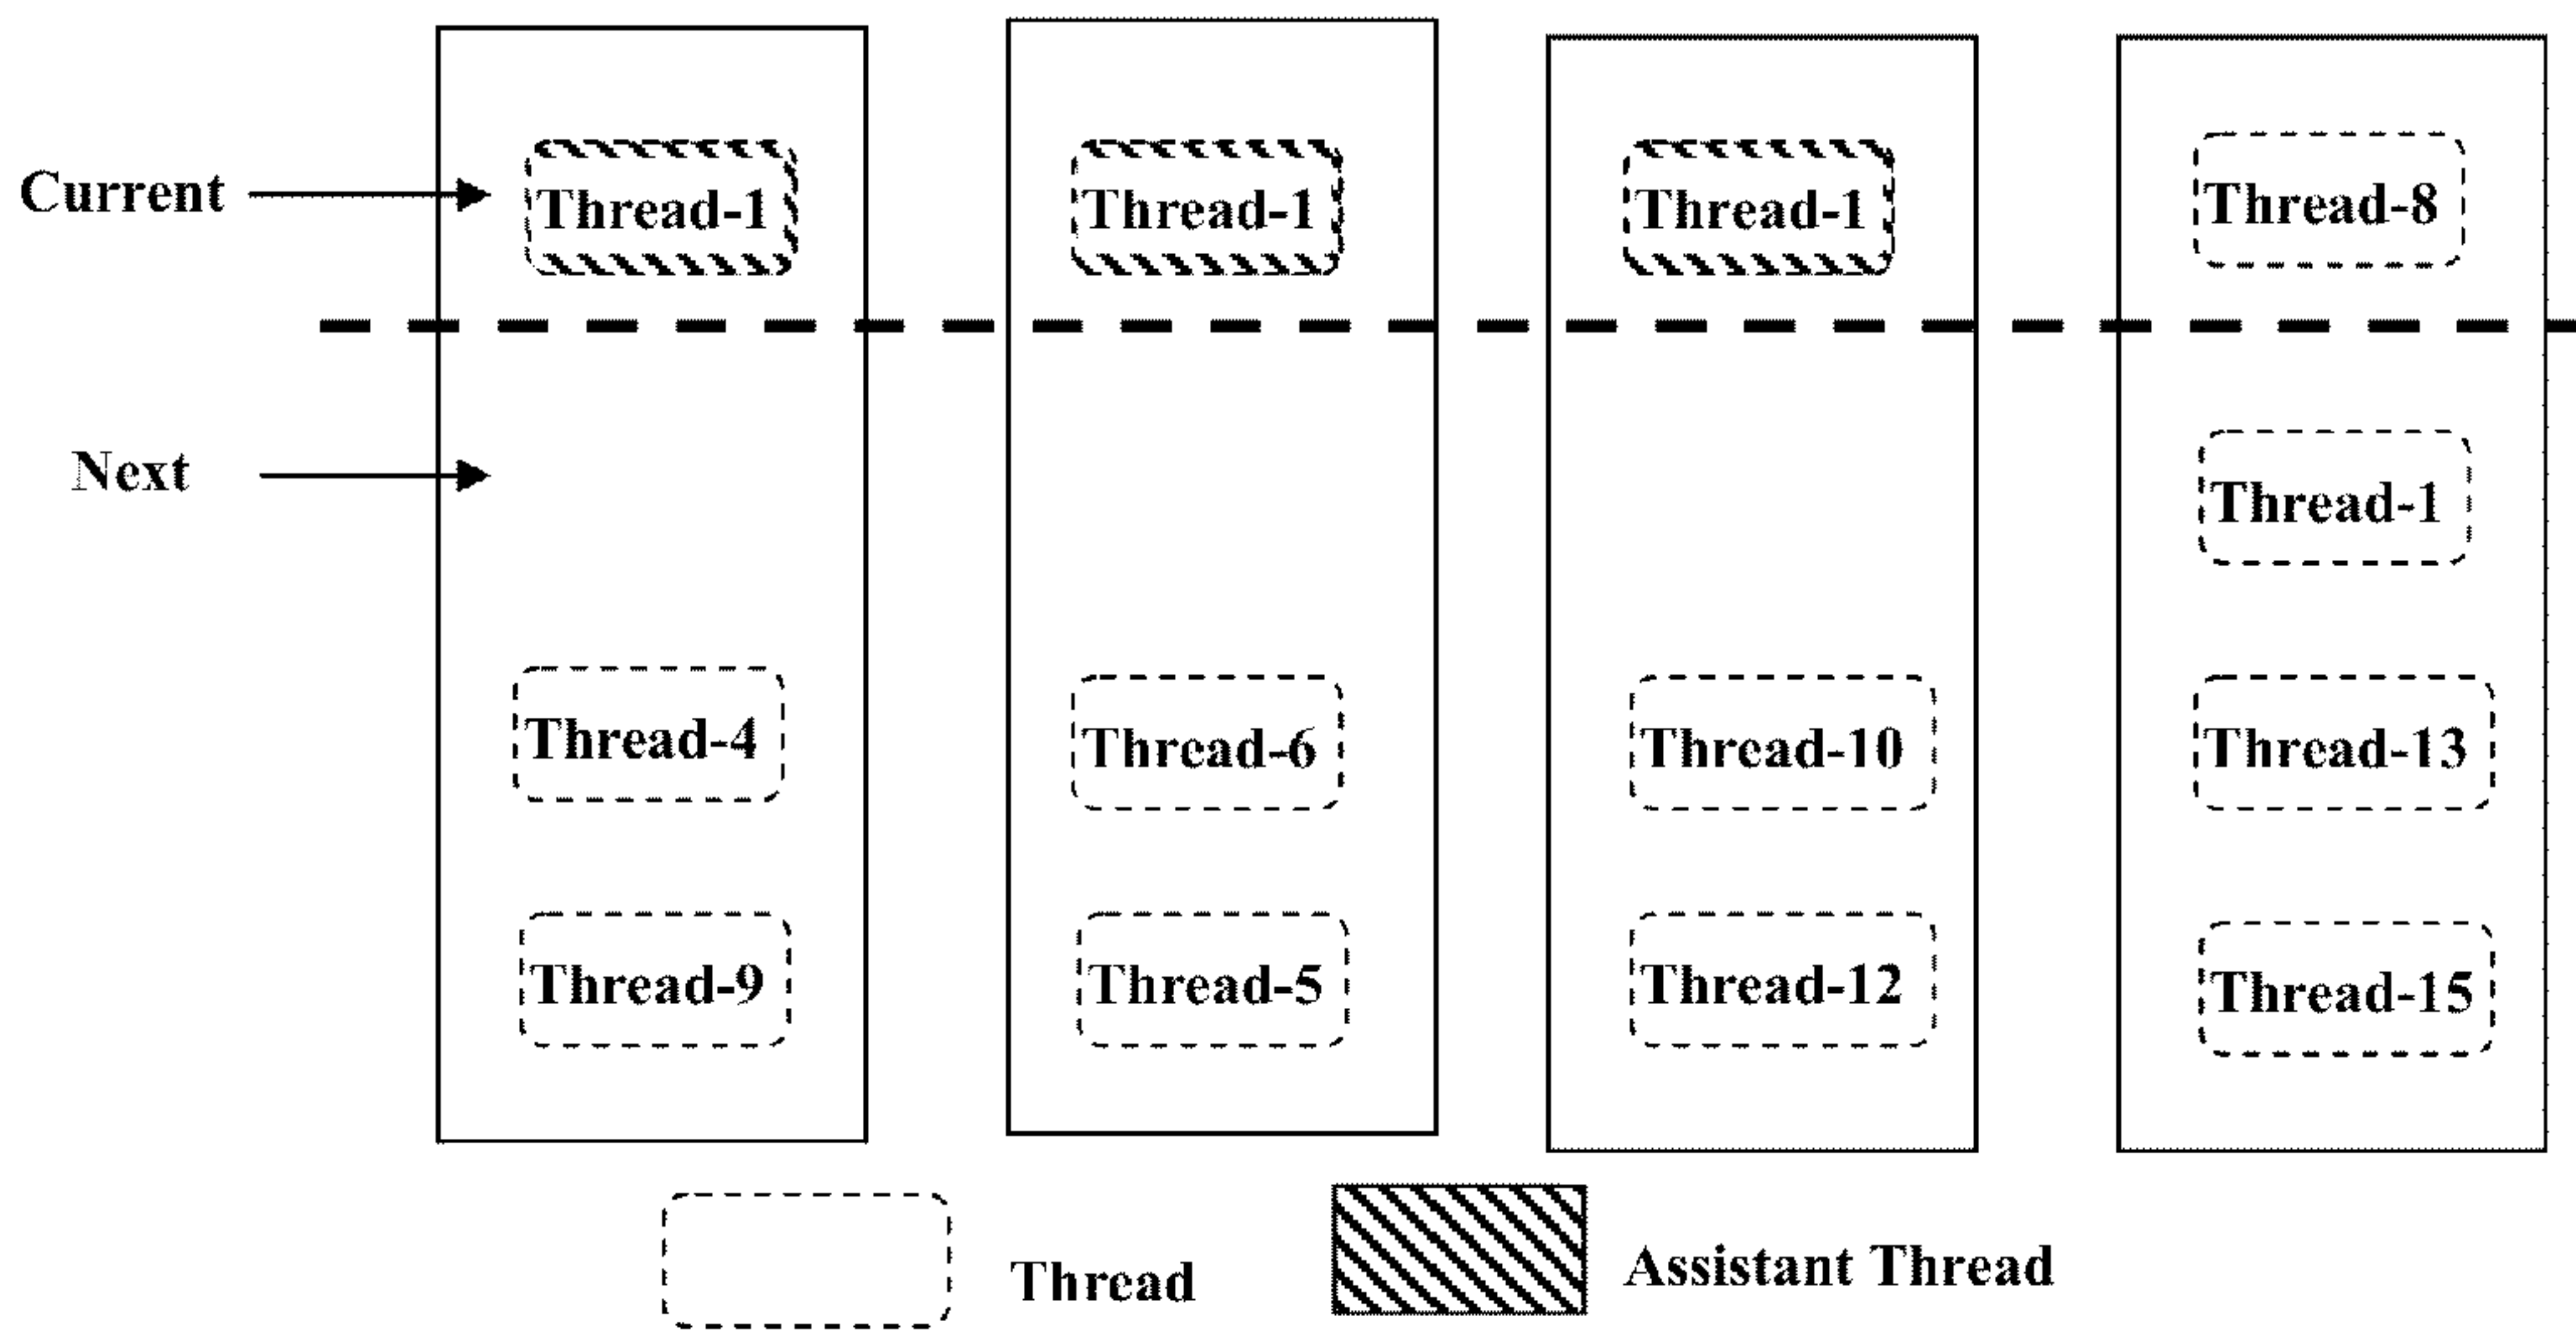 Current
Thread-1
Thread-1
Thread-1
Thread-8
Next
Thread-1
Thread-4
Thread-6
Thread-10
Thread-13
Thread-9
Thread-5
Thread-12
Thread-15
Thread
Assistant Thread